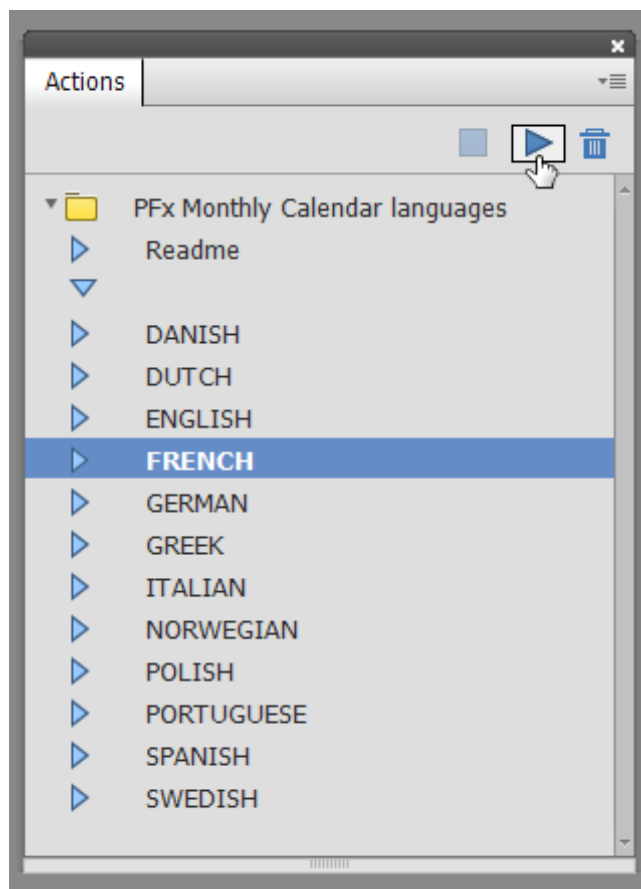 Actions
PFx Monthly Calendar languages
Readme
DANISH
DUTCH
ENGLISH
FRENCH
GERMAN
GREEK
ITALIAN
NORWEGIAN
POLISH
PORTUGUESE
SPANISH
SWEDISH